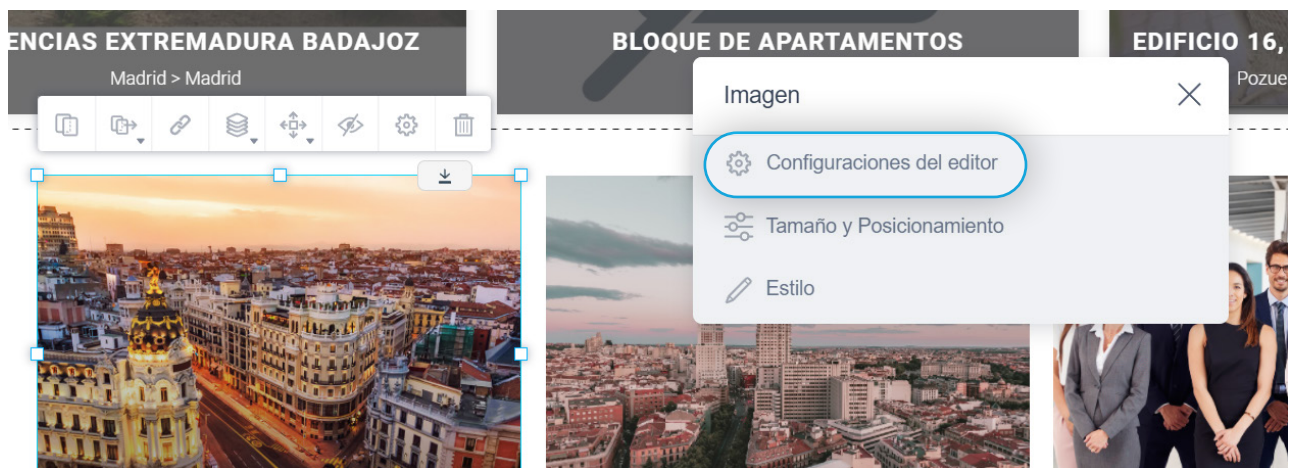 ENCIAS EXTREMADURA BADAJOZ
Madrid > Madrid
BLOQUE DE APARTAMENTOS
EDIFICIO 16,
Pozue
Imagen
Configuraciones del editor
Tamaño y Posicionamiento
Estilo